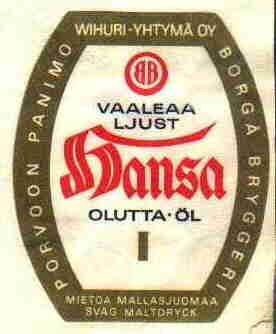 WIHURI-YHTYMÄ OY
PORVOON PANIMO
BORGÅ BRYGGERI
BB
VAALEAA
LJUST
Hansa
OLUTTA·ÖL
I
MIETOA MALLASJUOMAA
SVAG MALTDRYCK